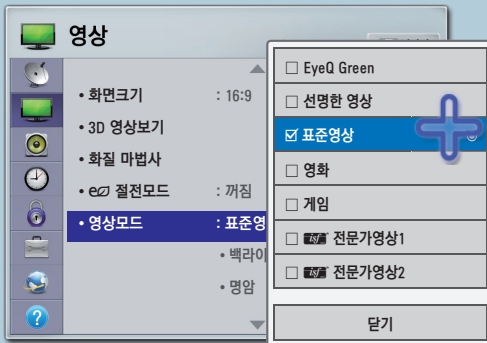 영상
• 화면크기 : 16:9
• 3D 영상보기
• 화질 마법사
• e 절전모드 : 꺼짐
• 영상모드 : 표준영
• 백라이
• 명암
?
□ EyeQ Green
□ 선명한 영상
☑ 표준영상
□ 영화
□ 게임
□ isf 전문가영상1
□ isf 전문가영상2
닫기